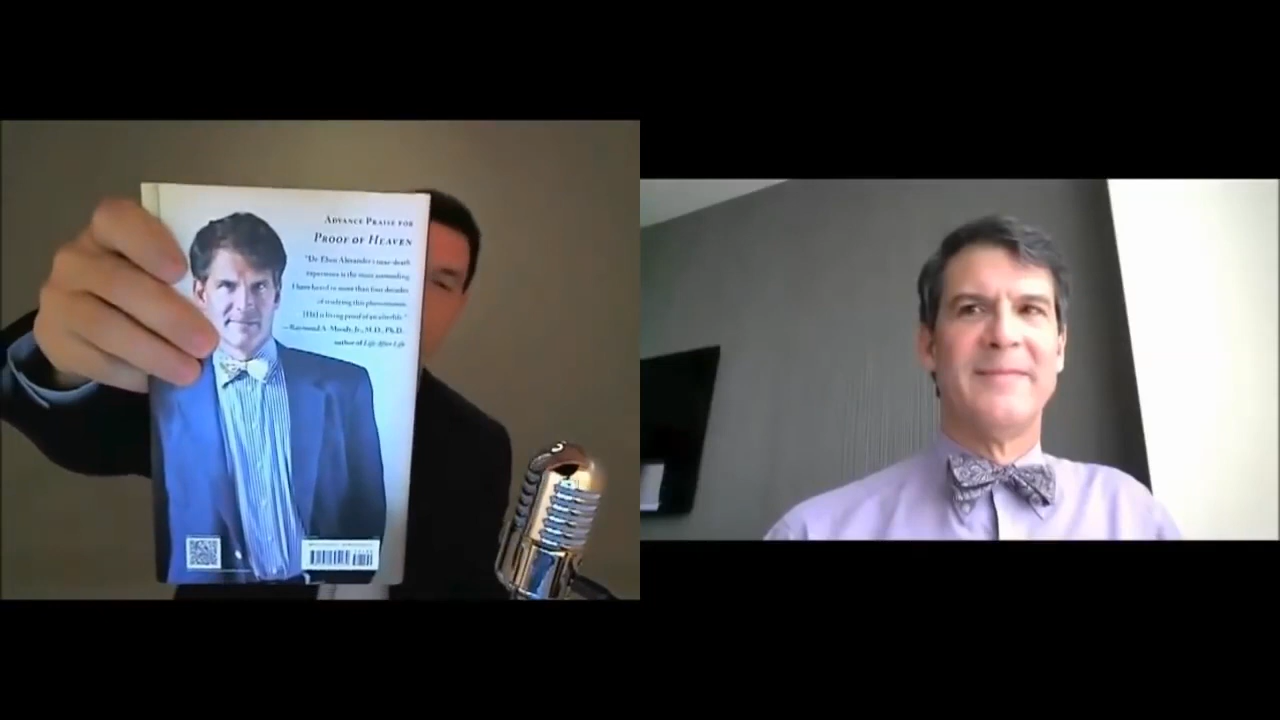 ADVANCE PRAISE FOR
PROOF OF HEAVEN
"Dr. Eben Alexander's near-death
experience is the most astounding
I have heard in more than four decades
of studying this phenomenon.
[He] is living proof of an afterlife."
—Raymond A. Moody, Jr., M.D., Ph.D.,
author of Life After Life